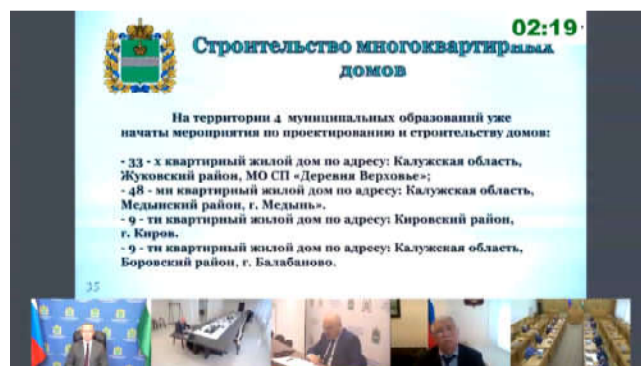 02:19
Строительство многоквартирных
домов
На территории 4 муниципальных образований уже
начаты мероприятия по проектированию и строительству домов:
- 33 - х квартирный жилой дом по адресу: Калужская область,
Жуковский район, МО СП «Деревня Верховье»;
- 48 - ми квартирный жилой дом по адресу: Калужская область,
Медынский район, г. Медынь».
- 9 - ти квартирный жилой дом по адресу: Кировский район,
г. Киров.
- 9 - ти квартирный жилой дом по адресу: Калужская область,
Боровский район, г. Балабаново.
35